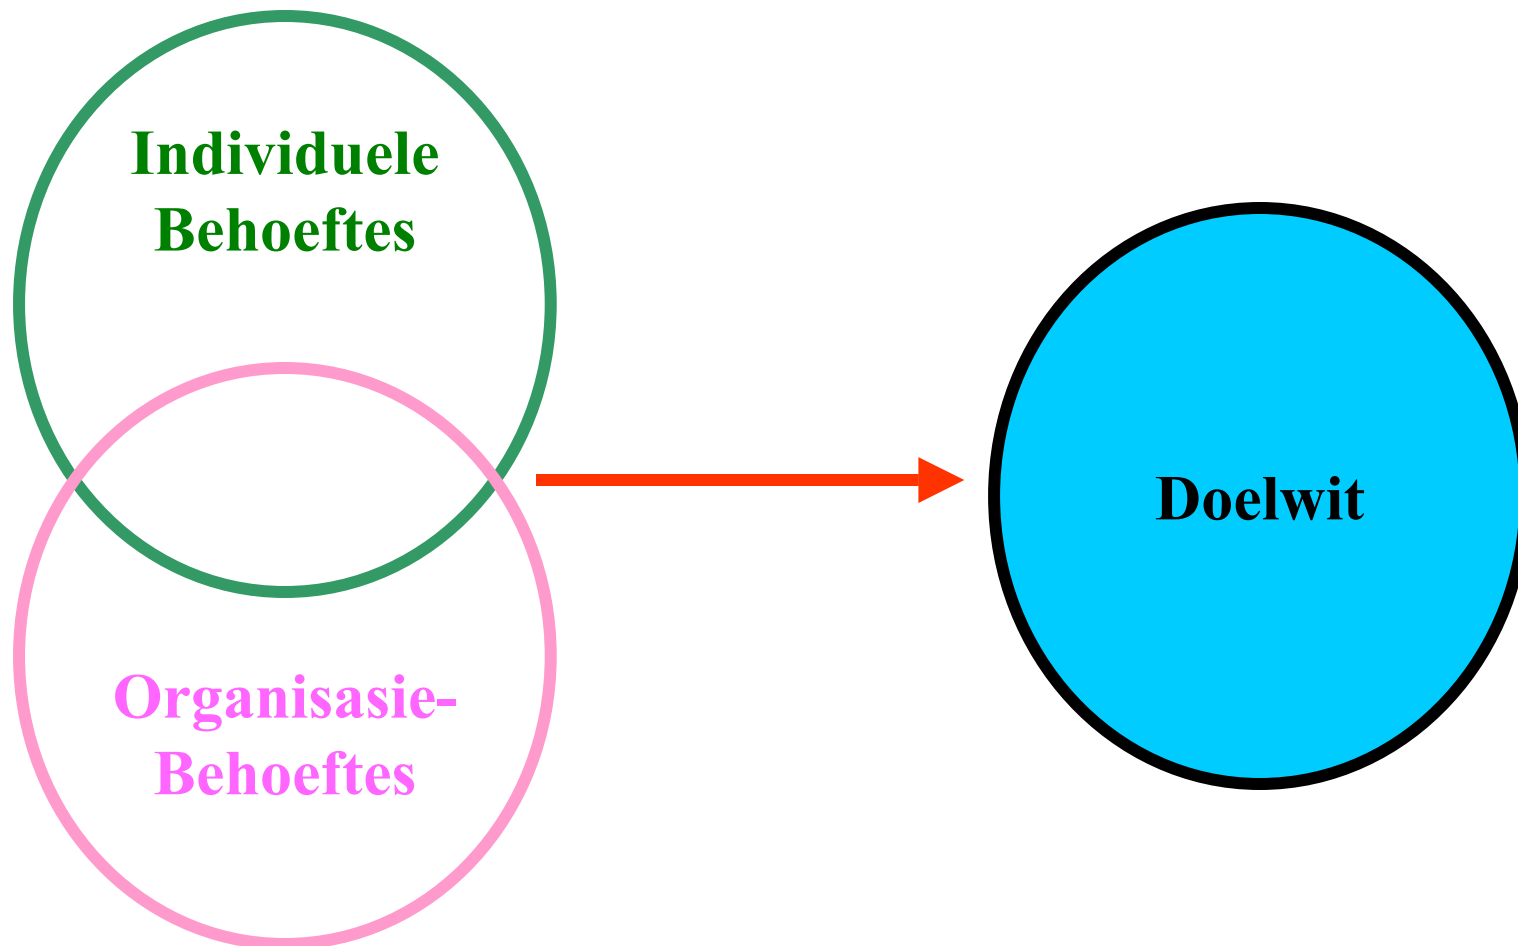 Individuele
Behoeftes
Doelwit
Organisasie-
Behoeftes